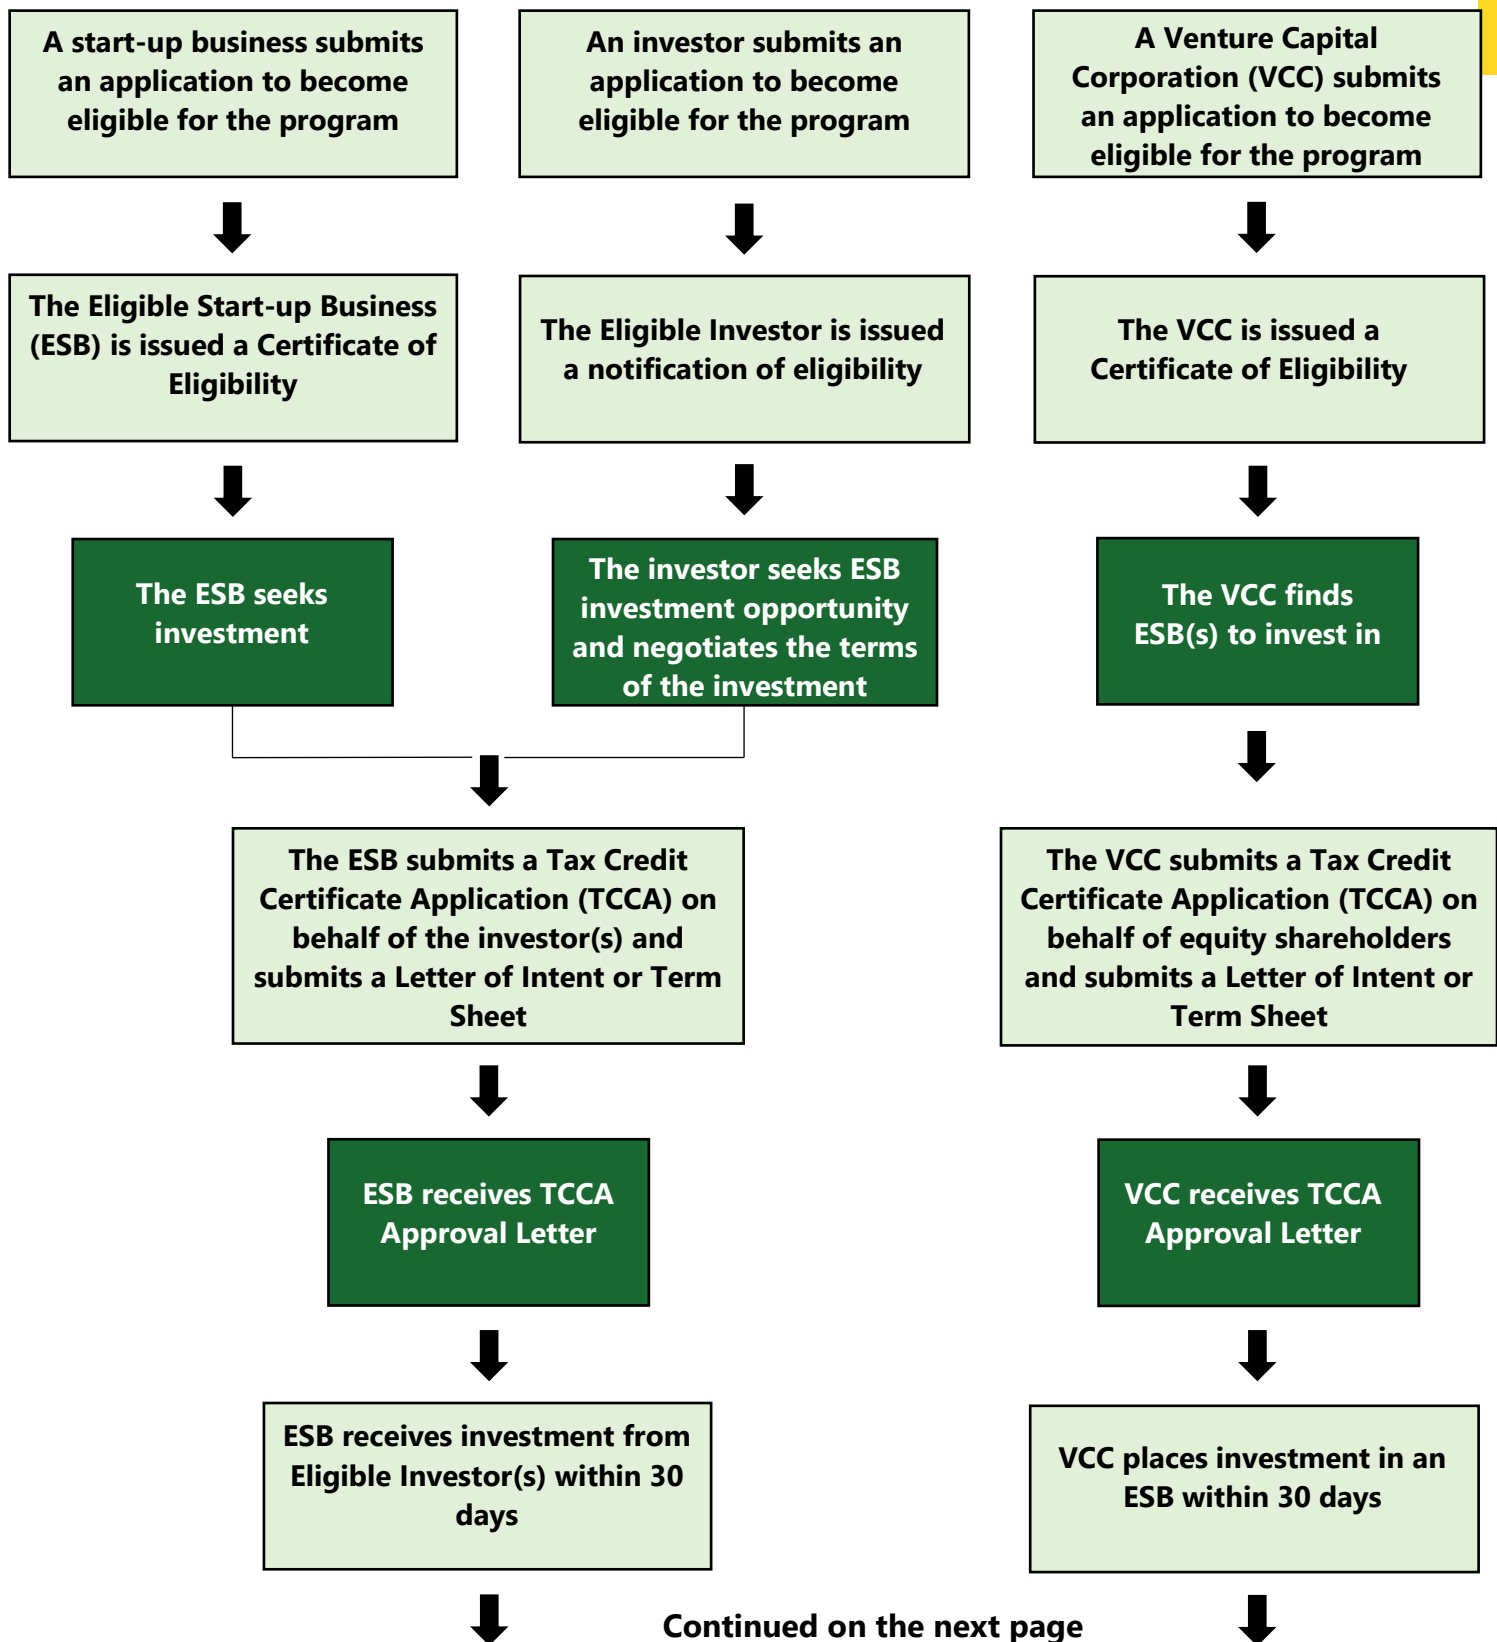 A start-up business submits
an application to become
eligible for the program
An investor submits an
application to become
eligible for the program
A Venture Capital
Corporation (VCC) submits
an application to become
eligible for the program
The Eligible Start-up Business
(ESB) is issued a Certificate of
Eligibility
The Eligible Investor is issued
a notification of eligibility
The VCC is issued a
Certificate of Eligibility
The ESB seeks
investment
The investor seeks ESB
investment opportunity
and negotiates the terms
of the investment
The VCC finds
ESB(s) to invest in
The ESB submits a Tax Credit
Certificate Application (TCCA) on
behalf of the investor(s) and
submits a Letter of Intent or Term
Sheet
The VCC submits a Tax Credit
Certificate Application (TCCA) on
behalf of equity shareholders
and submits a Letter of Intent or
Term Sheet
ESB receives TCCA
Approval Letter
VCC receives TCCA
Approval Letter
ESB receives investment from
Eligible Investor(s) within 30
days
VCC places investment in an
ESB within 30 days
Continued on the next page